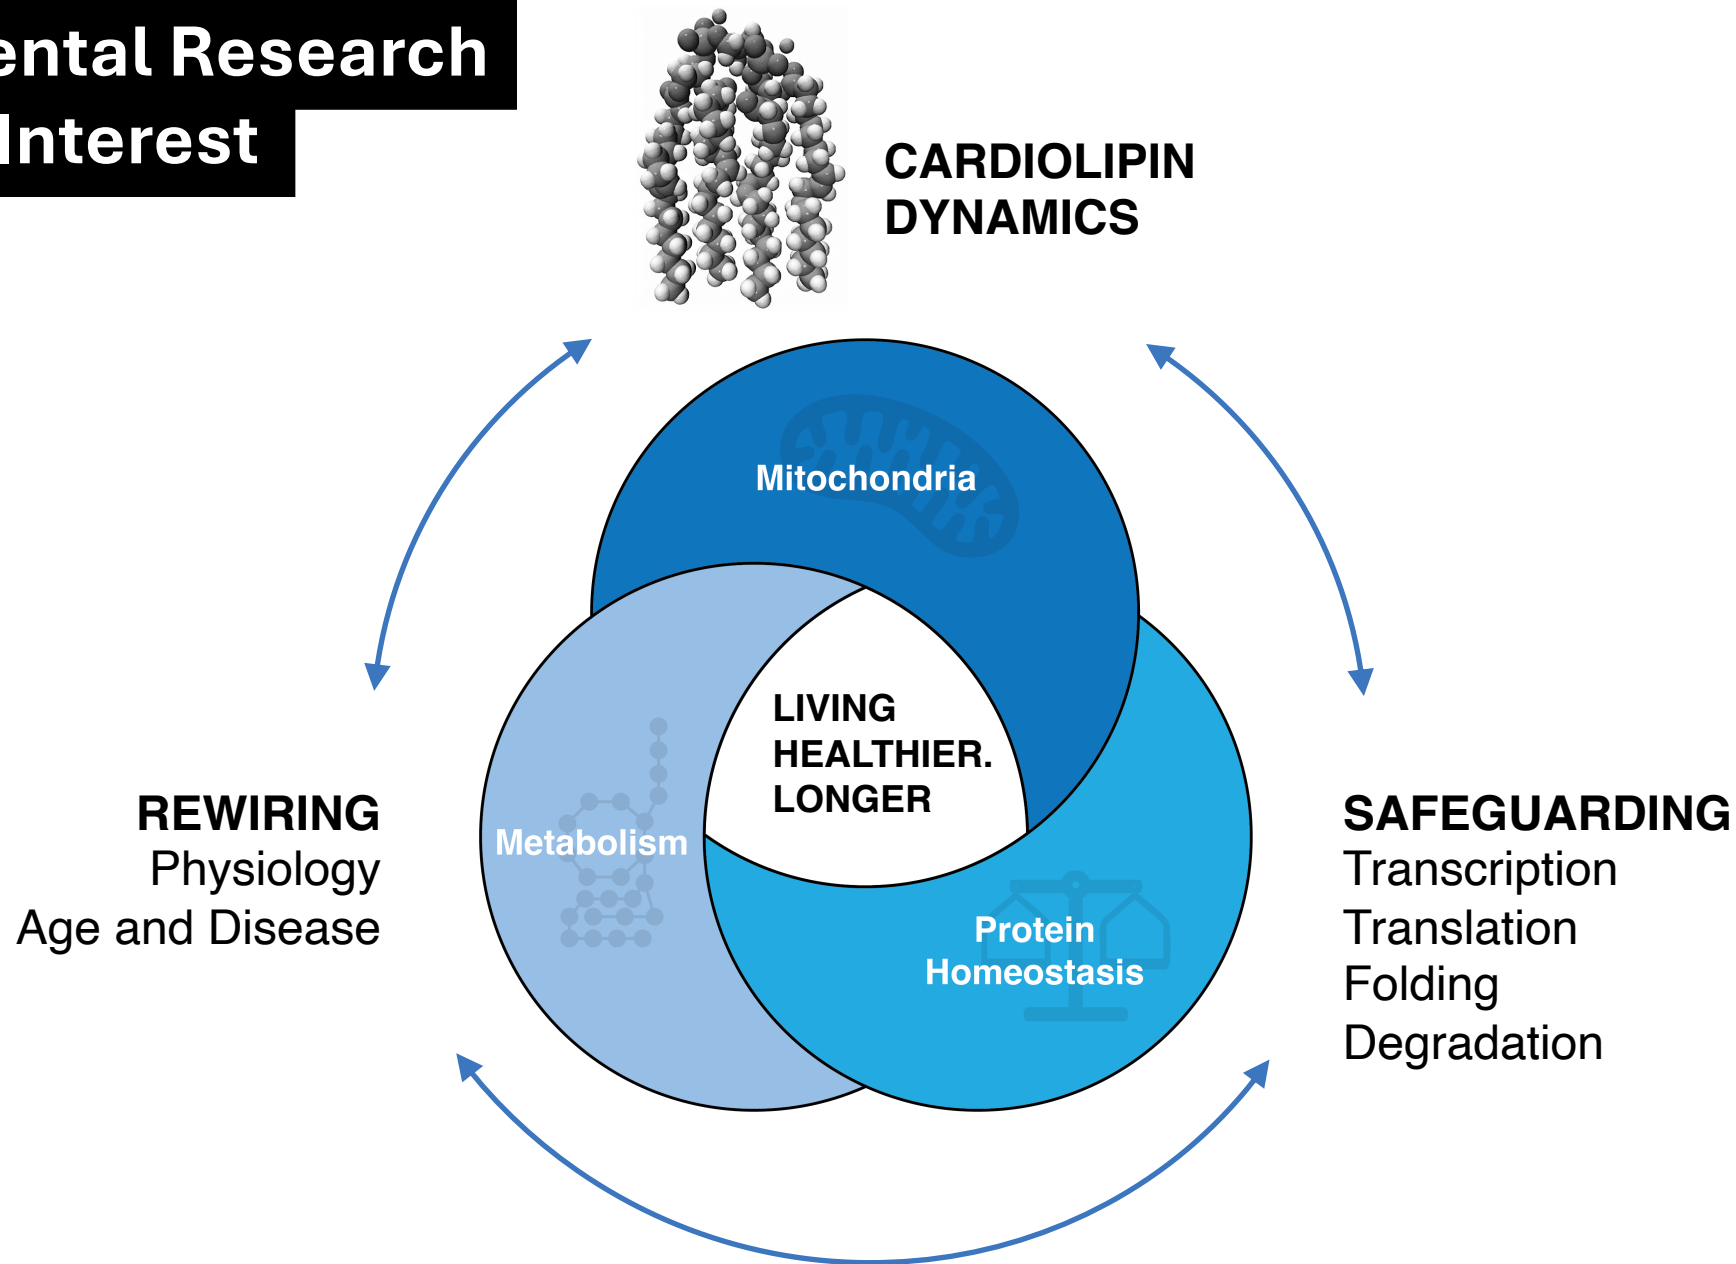 ental Research
Interest
CARDIOLIPIN
DYNAMICS
Mitochondria
LIVING
HEALTHIER.
LONGER
REWIRING
Physiology
Age and Disease
Metabolism
SAFEGUARDING
Transcription
Translation
Folding
Degradation
Protein
Homeostasis